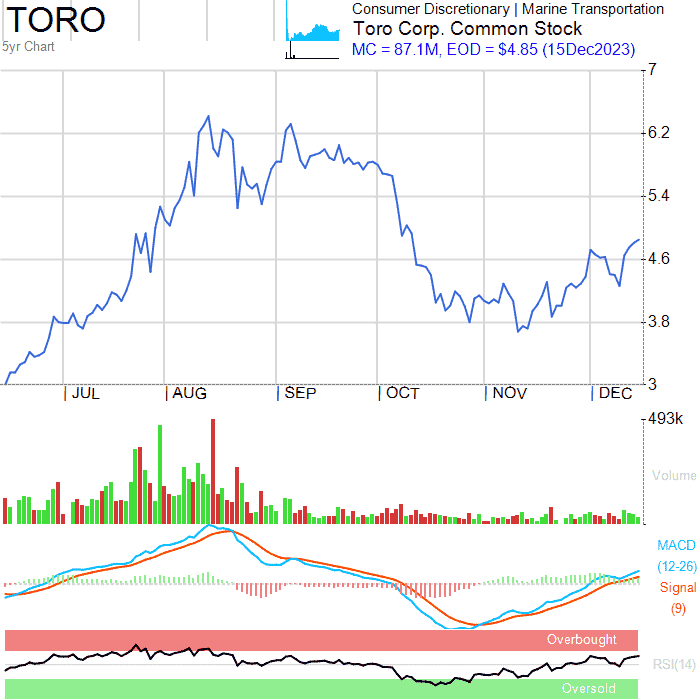 TORO
5yr Chart
Consumer Discretionary | Marine Transportation
Toro Corp. Common Stock
MC = 87.1M, EOD = $4.85 (15Dec2023)
7
6.2
5.4
4.6
3.8
3
JUL AUG SEP OCT NOV DEC
493k
Volume
MACD
(12-26)
Signal
(9)
Overbought
RSI(14)
Oversold